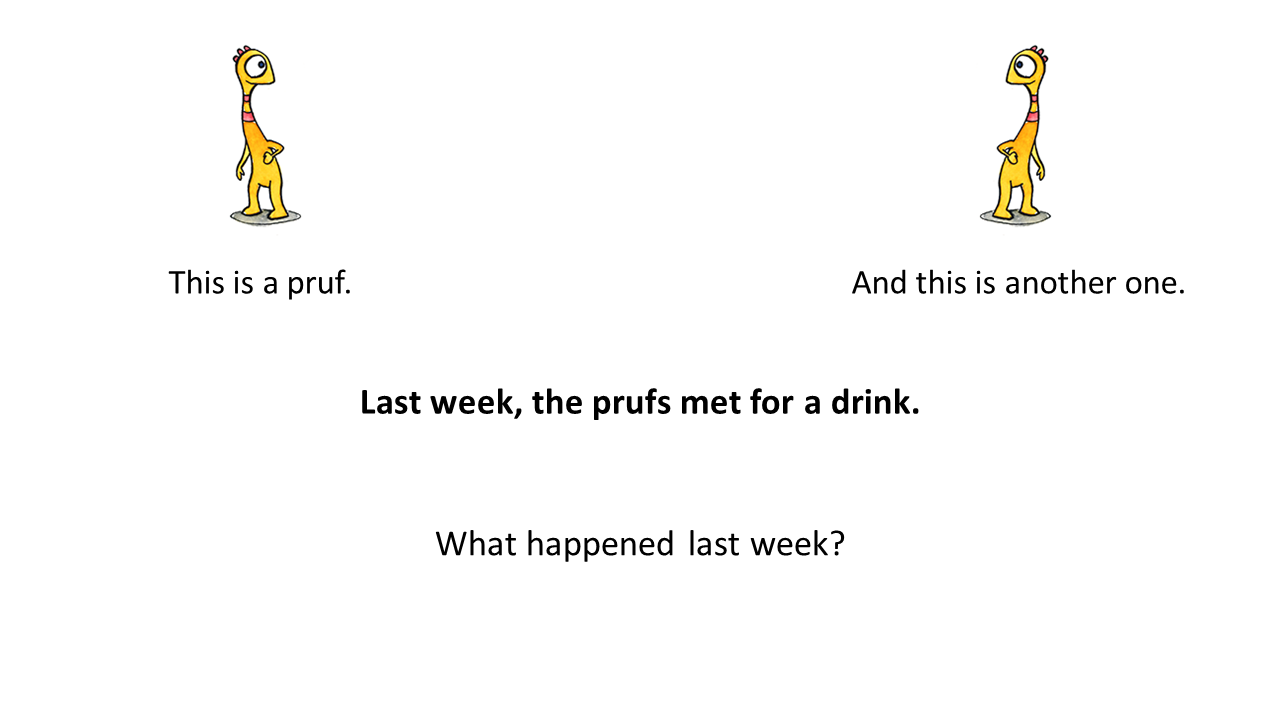 This is a pruf.
And this is another one.
Last week, the prufs met for a drink.
What happened last week?